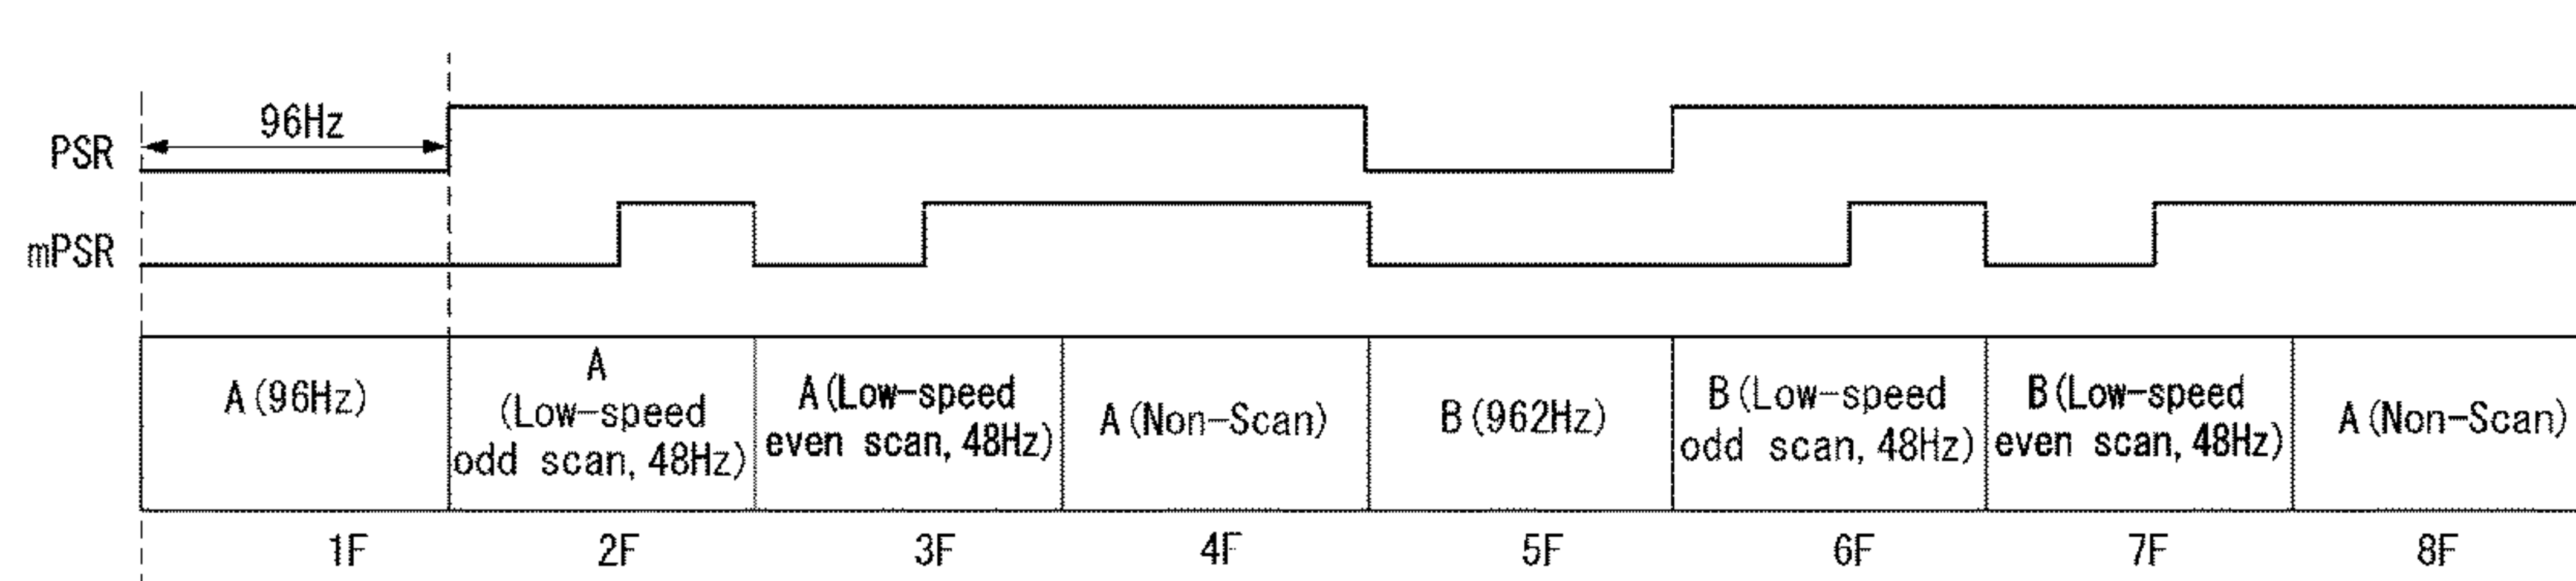 96Hz
PSR
mPSR
A(96Hz)
A
(Low-speed
odd scan, 48Hz)
A(Low-speed
even scan, 48Hz)
A(Non-Scan)
B(962Hz)
B(Low-speed
odd scan, 48Hz)
B(Low-speed
even scan, 48Hz)
A(Non-Scan)
1F 2F 3F 4F 5F 6F 7F 8F